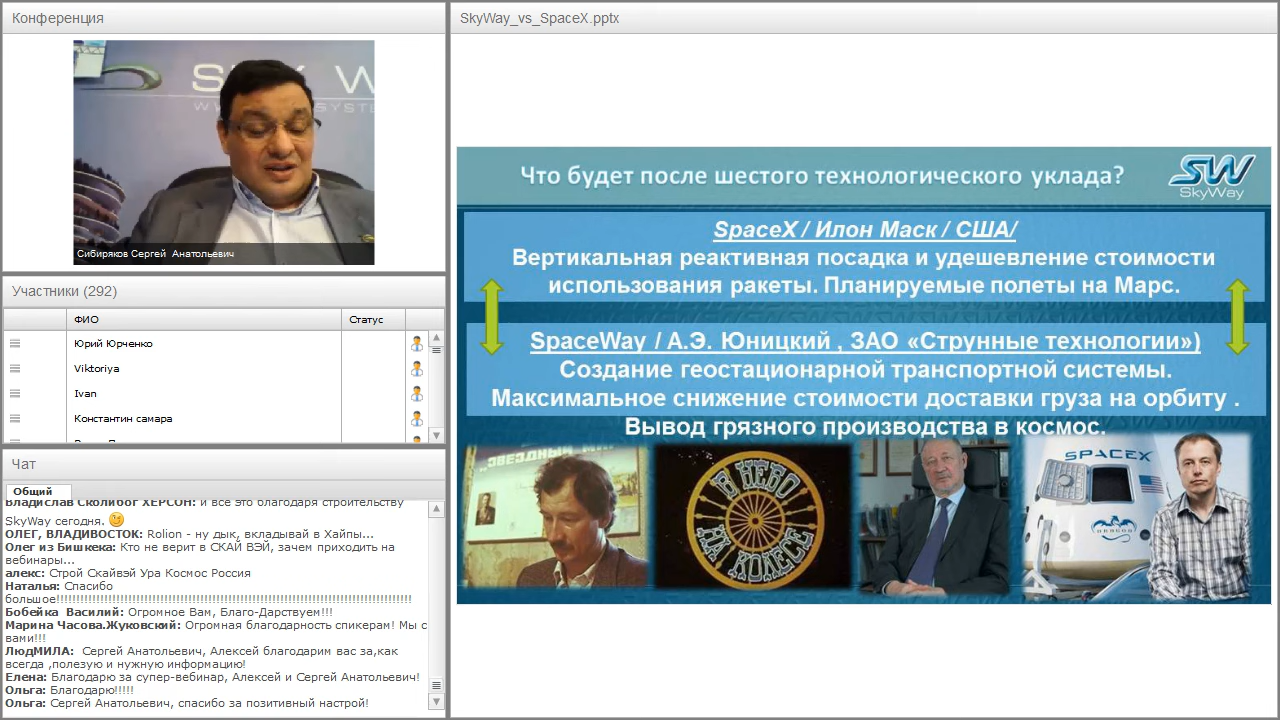 Конференция
SKY W
Сибиряков Сергей Анатольевич
Участники (292)
ФИО
Статус
Юрий Юрченко
Viktoriya
Ivan
Константин самара
Чат
Общий
Владислав Сколибог ХЕРСОН: и все это благодаря строительству
SkyWay сегодня.
ОЛЕГ, ВЛАДИВОСТОК: Rolion - ну дык, вкладывай в Хайпы...
Олег из Бишкека: Кто не верит в СКАЙ ВЭЙ, зачем приходить на
вебинары...
алекс: Строй Скайвэй Ура Космос Россия
Наталья: Спасибо
Бобейка Василий: Огромное Вам, Благо-Дарствуем!!!
Марина Часова.Жуковский: Огромная благодарность спикерам! Мы с
вами!!!
ЛюдМИЛА: Сергей Анатольевич, Алексей благодарим вас за,как
всегда ,полезую и нужную информацию!
Елена: Благодарю за супер-вебинар, Алексей и Сергей Анатольевич!
Ольга: Благодарю!!!!!
Ольга: Сергей Анатольевич, спасибо за позитивный настрой!
SkyWay_vs_SpaceX.pptx
Что будет после шестого технологического уклада?
SW
SkyWay
SpaceX / Илон Маск / США/
Вертикальная реактивная посадка и удешевление стоимости
использования ракеты. Планируемые полеты на Марс.
SpaceWay / А.Э. Юницкий , ЗАО «Струнные технологии»)
Создание геостационарной транспортной системы.
Максимальное снижение стоимости доставки груза на орбиту .
Вывод грязного производства в космос.
В НЕБО
НА КОЛЕСЕ
SPACEX
DRAGON